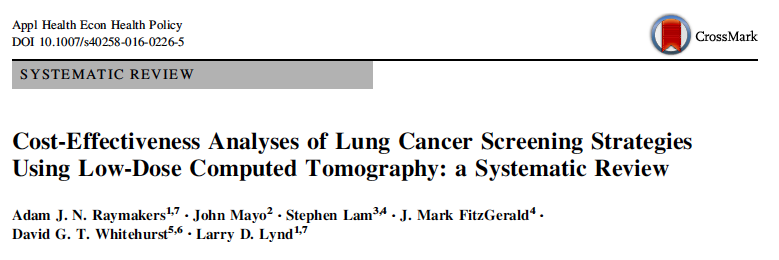 Appl Health Econ Health Policy
DOI 10.1007/s40258-016-0226-5
CrossMark
SYSTEMATIC REVIEW
Cost-Effectiveness Analyses of Lung Cancer Screening Strategies
Using Low-Dose Computed Tomography: a Systematic Review
Adam J. N. Raymakers1,7 · John Mayo2 · Stephen Lam3,4 · J. Mark FitzGerald4 ·
David G. T. Whitehurst5,6 · Larry D. Lynd1,7